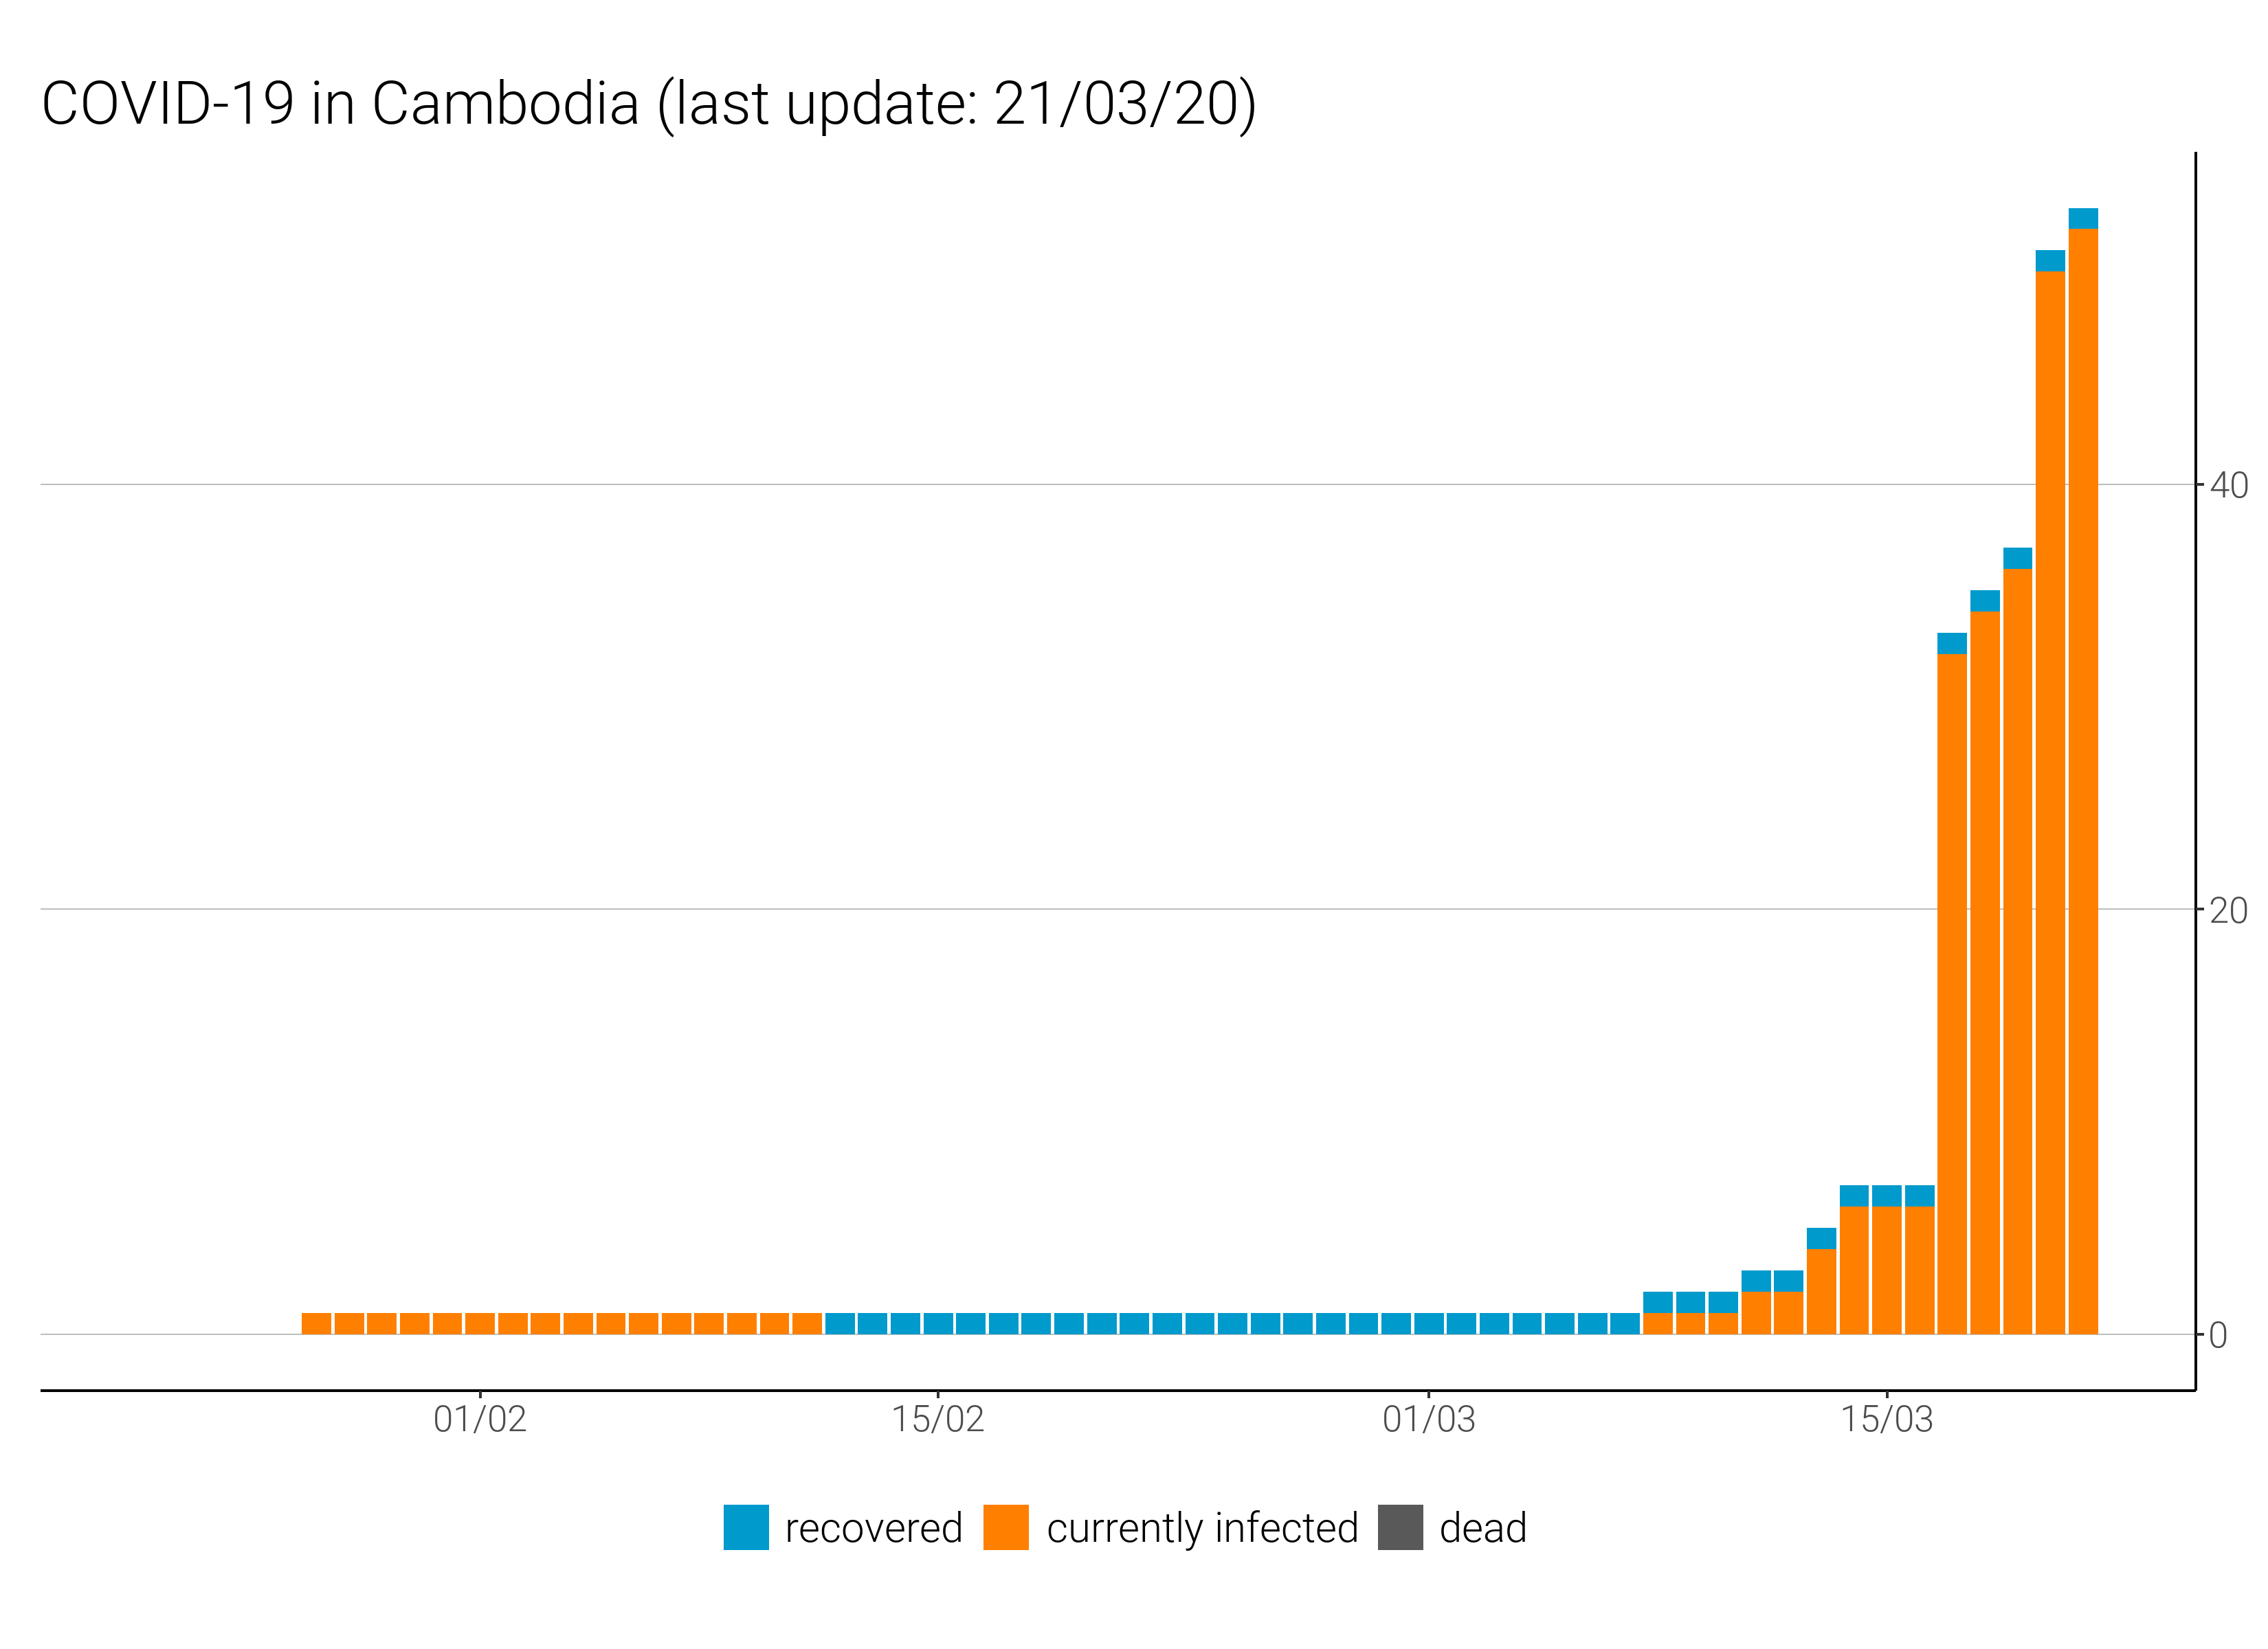 COVID-19 in Cambodia (last update: 21/03/20)
40
20
0
01/02 15/02 01/03 15/03
recovered currently infected dead